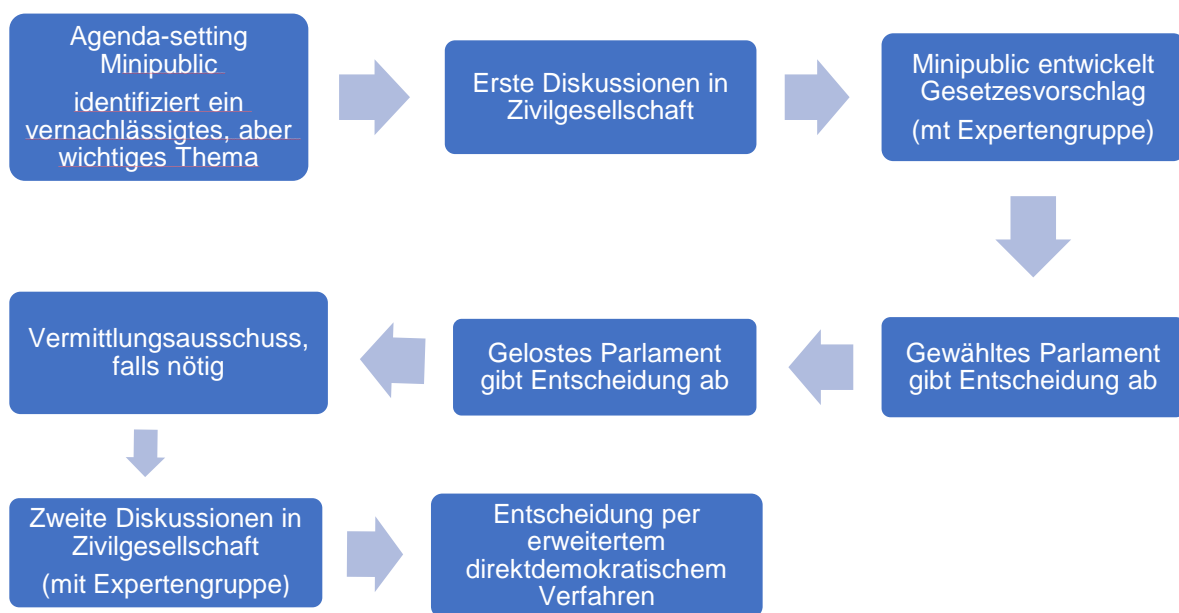 Agenda-setting
Minipublic
identifiziert ein
vernachlässigtes, aber
wichtiges Thema
Erste Diskussionen in
Zivilgesellschaft
Minipublic entwickelt
Gesetzesvorschlag
(mt Expertengruppe)
Gewähltes Parlament
gibt Entscheidung ab
Gelostes Parlament
gibt Entscheidung ab
Vermittlungsausschuss,
falls nötig
Zweite Diskussionen in
Zivilgesellschaft
(mit Expertengruppe)
Entscheidung per
erweitertem
direktdemokratischem
Verfahren